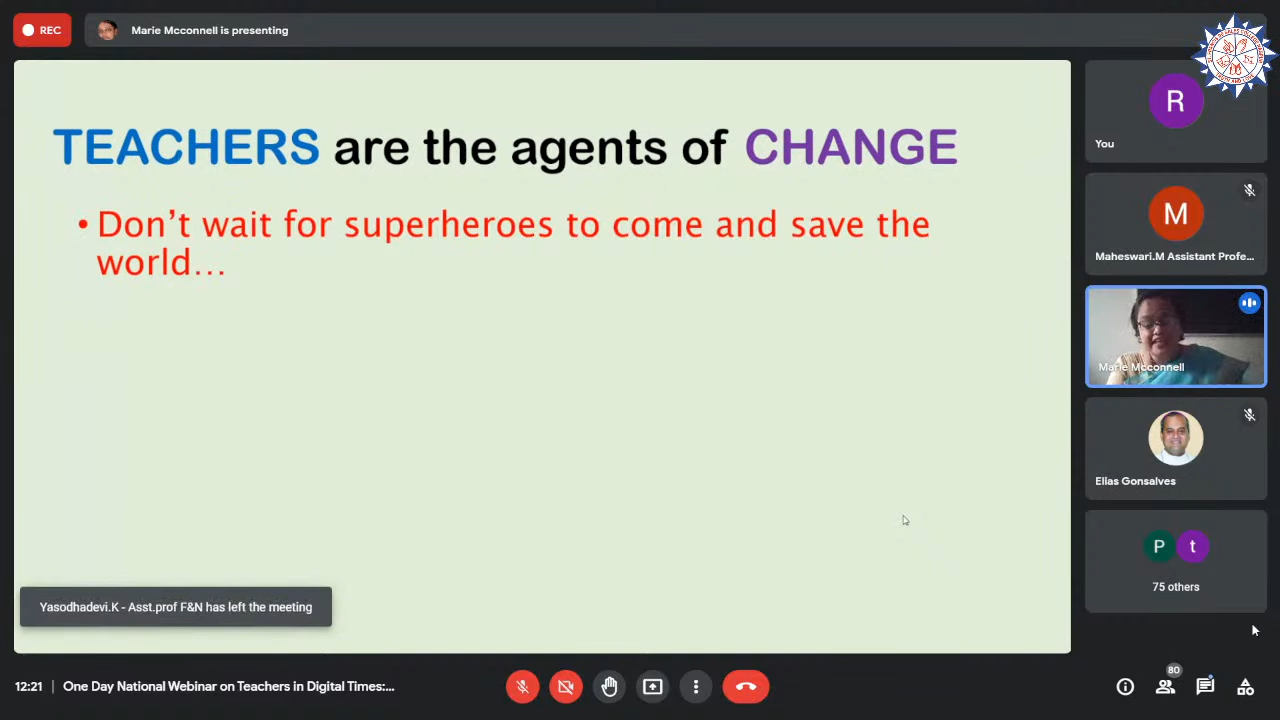 REC
Marie Mcconnell is presenting
TEACHERS are the agents of CHANGE
• Don't wait for superheroes to come and save the
world...
R
You
M
Maheswari.M Assistant Profe...
Marie Mcconnell
Elias Gonsalves
P t
75 others
Yasodhadevi.K - Asst.prof F&N has left the meeting
12:21 One Day National Webinar on Teachers in Digital Times:...
80